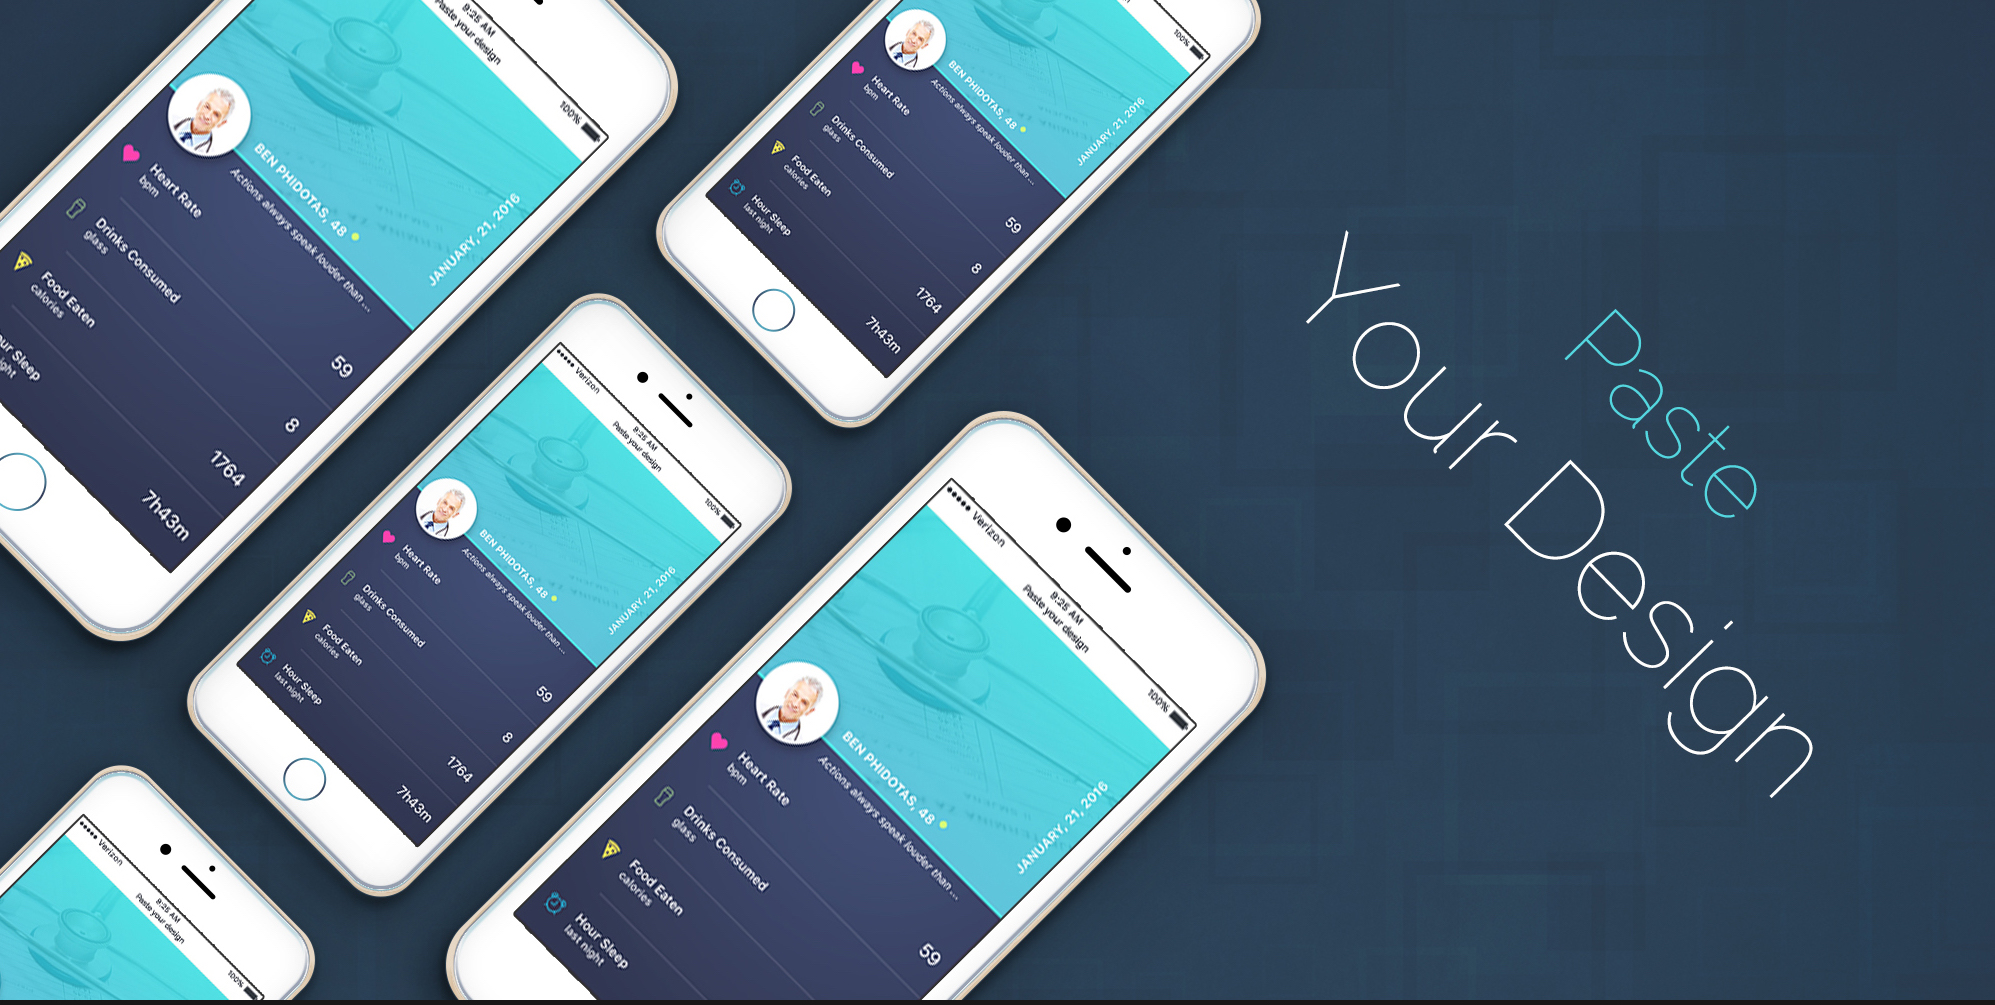 9:25 AM
Paste your design
100%
BEN PHIDOTAS, 48
Actions always speak louder than...
JANUARY, 21, 2016
Heart Rate
bpm
59
Drinks Consumed
glass
8
Food Eaten
calories
1764
ur Sleep
ght
7h43m
100%
BEN PHIDOTAS, 48
Actions always speak louder than...
JANUARY, 21, 2016
Heart Rate
bpm
59
Drinks Consumed
glass
8
Food Eaten
calories
1764
Hour Sleep
last night
7h43m
Verizon
9:25 AM
Paste your design
100%
BEN PHIDOTAS, 48
Actions always speak louder than...
JANUARY, 21, 2016
Heart Rate
bpm
59
Drinks Consumed
glass
8
Food Eaten
calories
1764
Hour Sleep
last night
7h43m
Verizon
9:25 AM
Paste your design
100%
BEN PHIDOTAS, 48
Actions always speak louder than...
JANUARY, 21, 2016
Heart Rate
bpm
59
Drinks Consumed
glass
Food Eaten
calories
Hour Sleep
last night
Verizon
9:25 AM
Paste your design
100%
Paste
Your Design